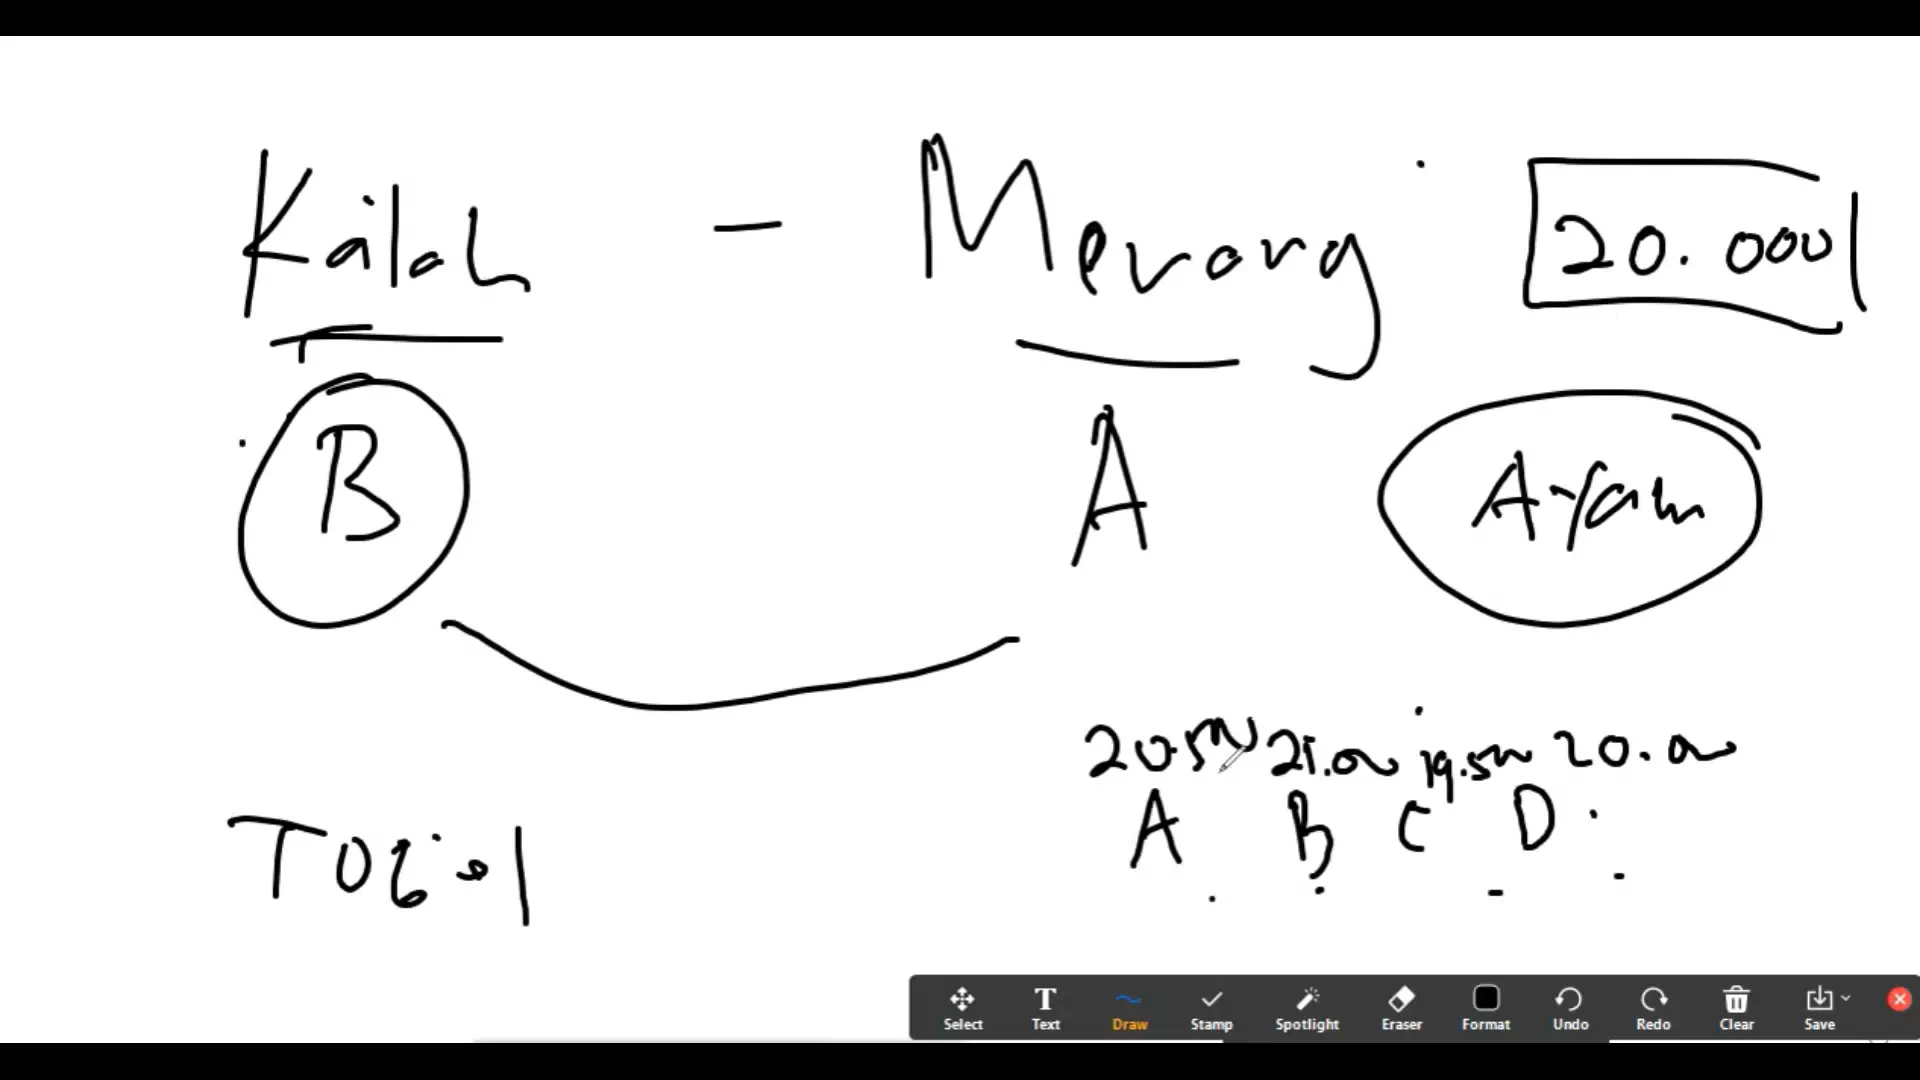 Kalah - Menang 20.000
B A Ayam
20.500 21.000 19.500 20.000
A B C D
TOGel
Select Text Draw Stamp Spotlight Eraser Format Undo Redo Clear Save